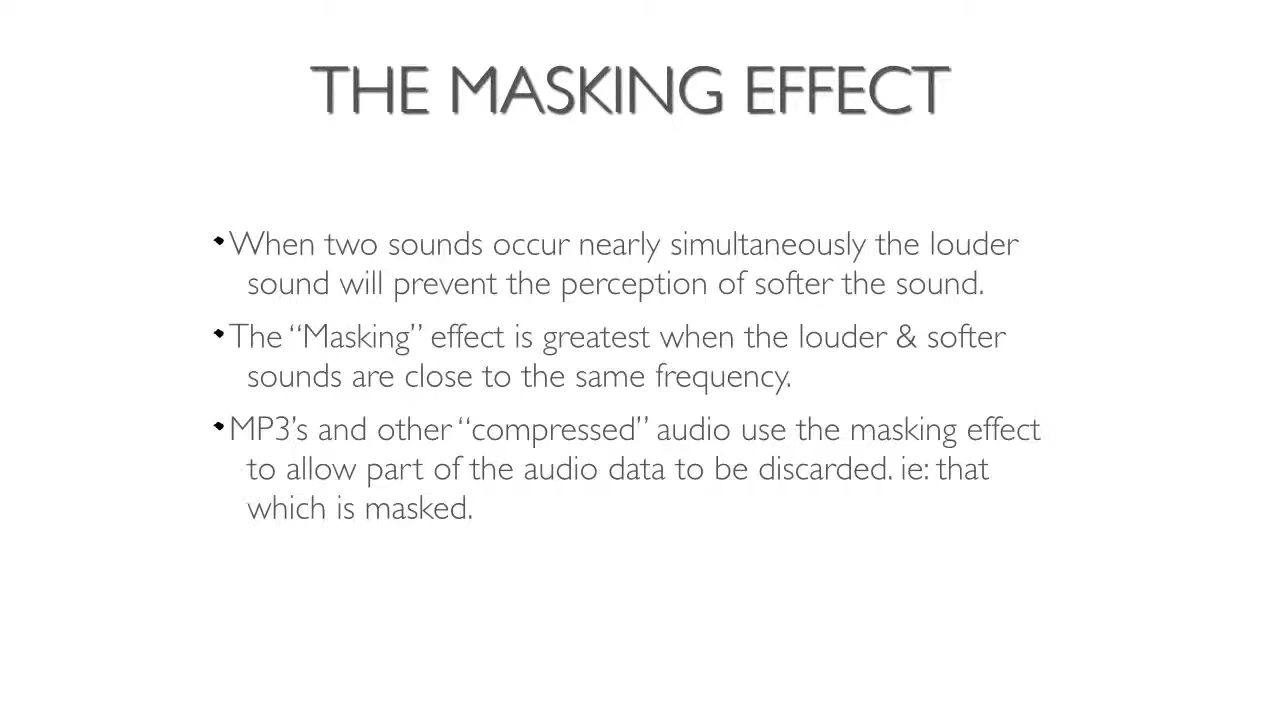 THE MASKING EFFECT
•When two sounds occur nearly simultaneously the louder
sound will prevent the perception of softer the sound.
•The “Masking” effect is greatest when the louder & softer
sounds are close to the same frequency.
•MP3’s and other “compressed” audio use the masking effect
to allow part of the audio data to be discarded. ie: that
which is masked.